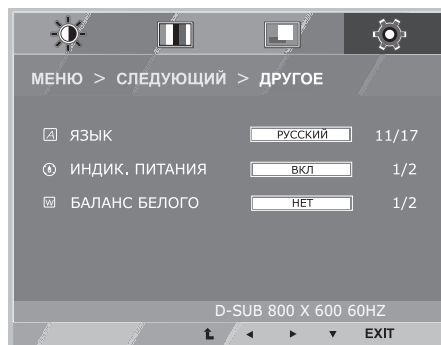 МЕНЮ > СЛЕДУЮЩИЙ > ДРУГОЕ
A ЯЗЫК РУССКИЙ 11/17
ИНДИК. ПИТАНИЯ ВКЛ 1/2
W БАЛАНС БЕЛОГО НЕТ 1/2
D-SUB 800 X 600 60HZ
EXIT